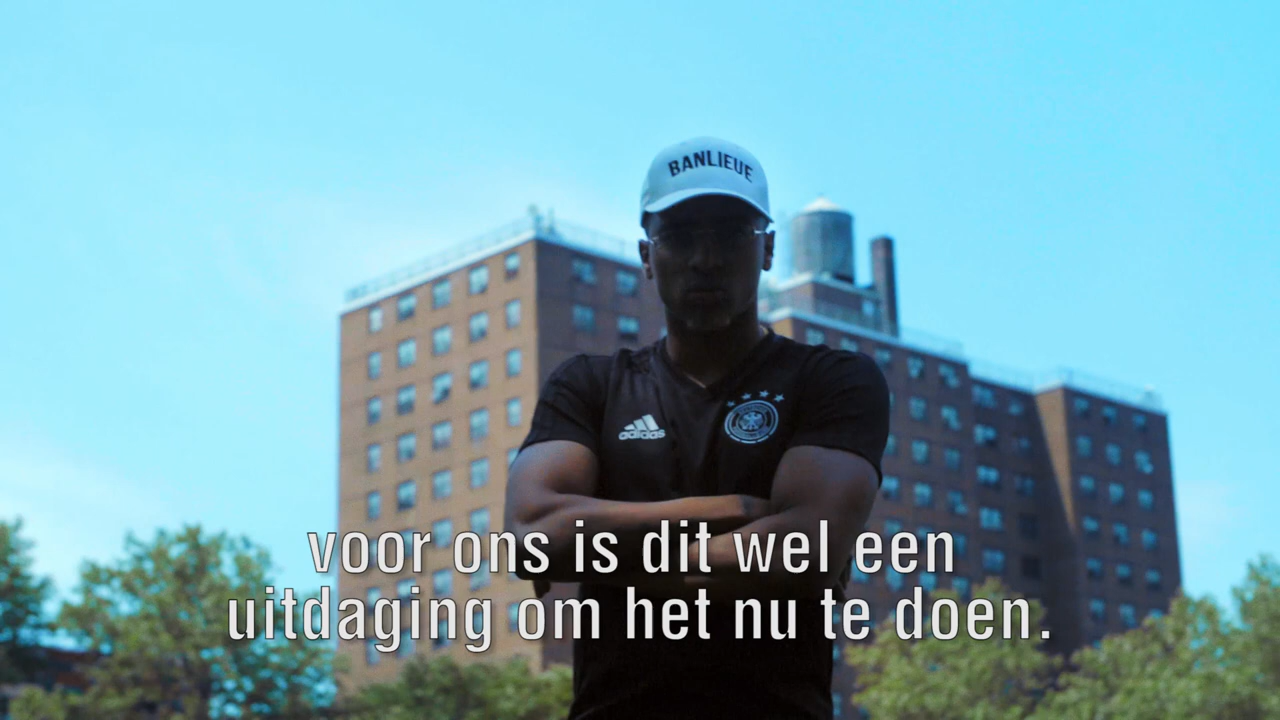 BANLIEUE
adidas
voor ons is dit wel een
uitdaging om het nu te doen.